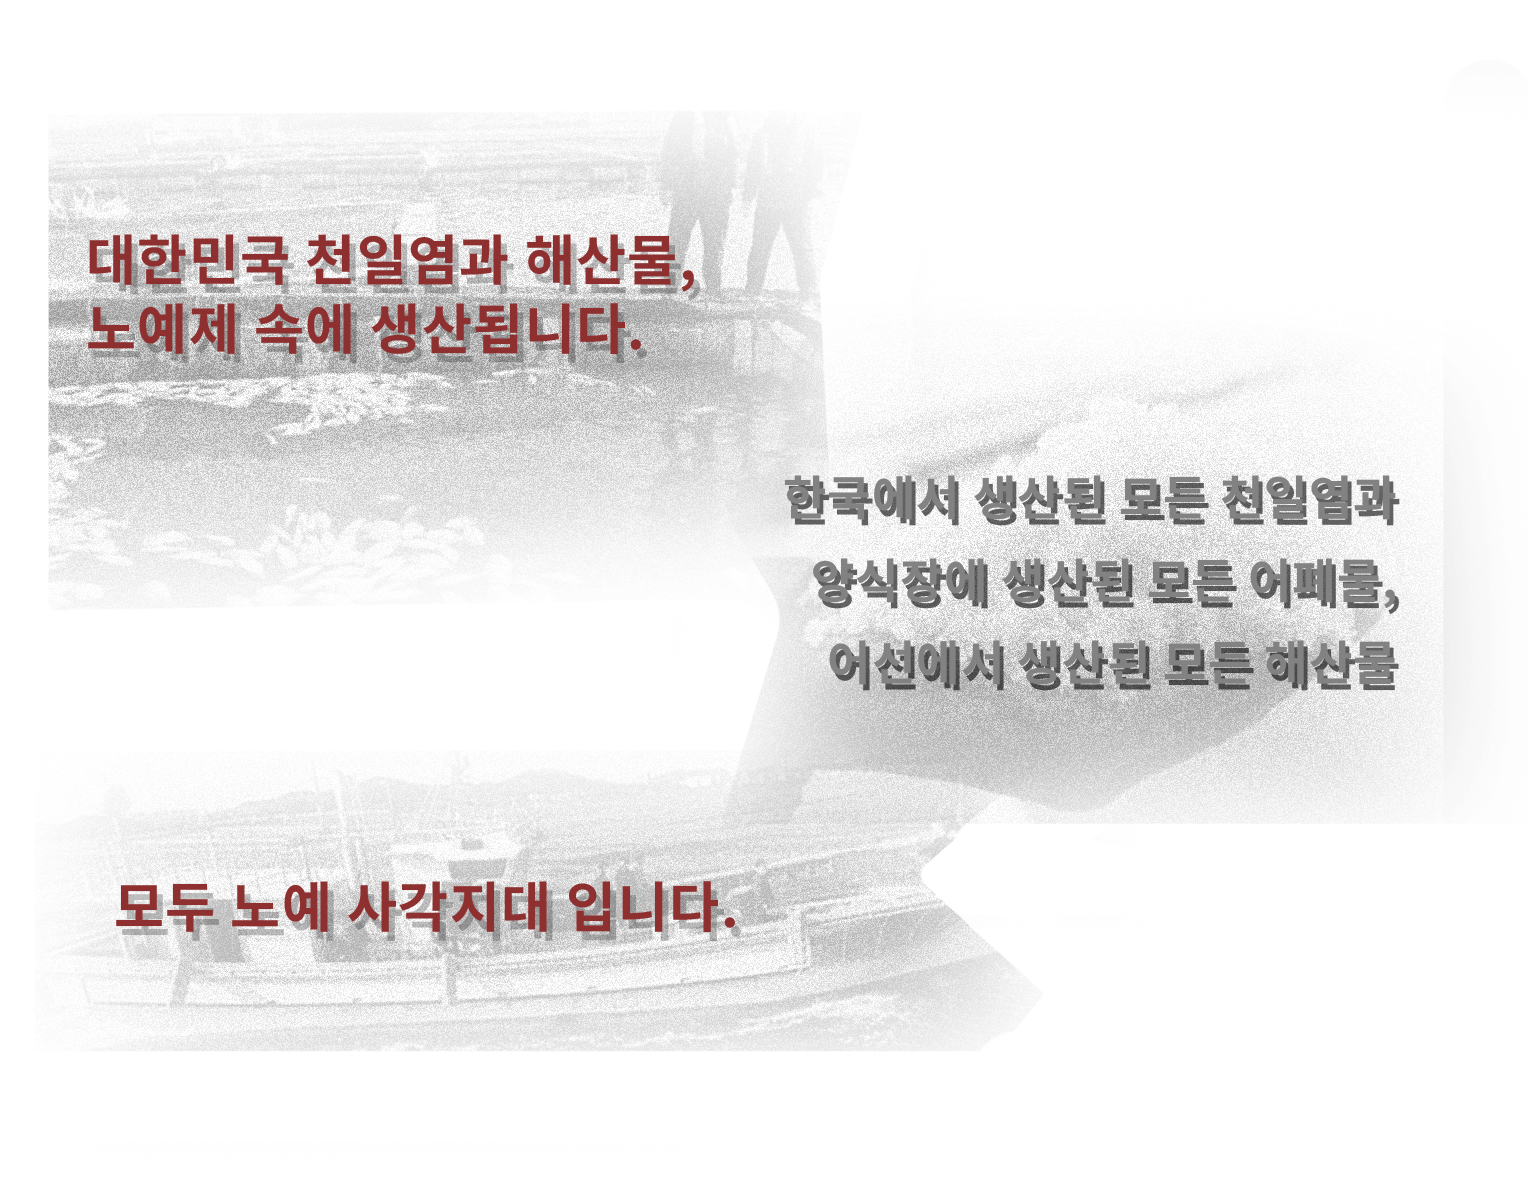 대한민국 천일염과 해산물,
노예제 속에 생산됩니다.
한국에서 생산된 모든 천일염과
양식장에 생산된 모든 어폐물,
어선에서 생산된 모든 해산물
모두 노예 사각지대 입니다.